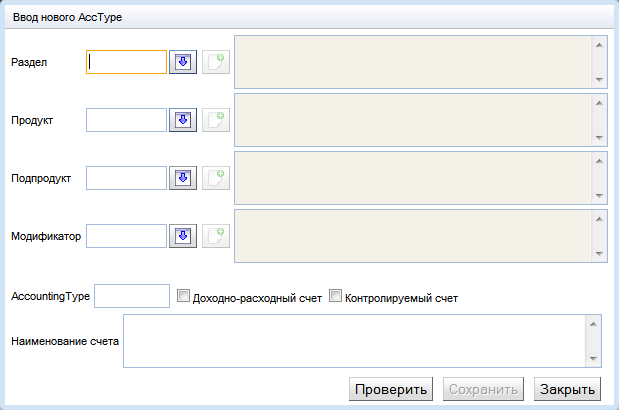 Ввод нового AccType
Раздел
Продукт
Подпродукт
Модификатор
AccountingType Доходно-расходный счет Контролируемый счет
Наименование счета
Проверить Сохранить Закрыть